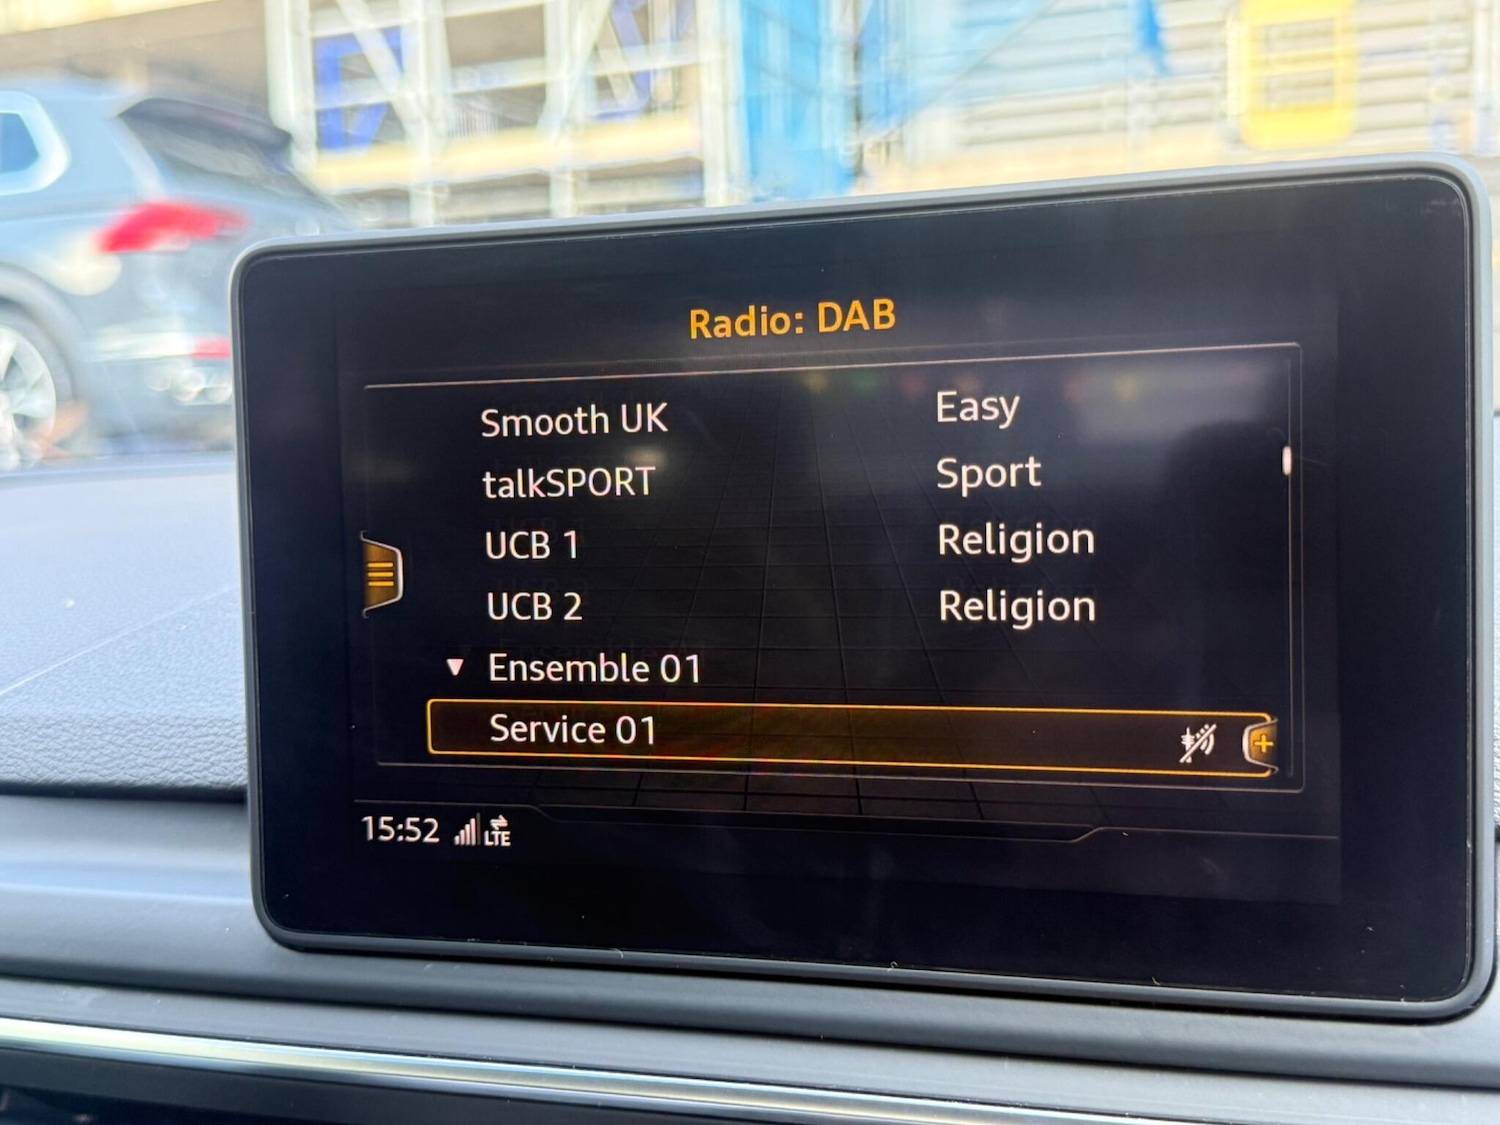 Radio: DAB
Smooth UK Easy
talkSPORT Sport
UCB 1 Religion
UCB 2 Religion
Ensemble 01
Service 01
15:52 LTE